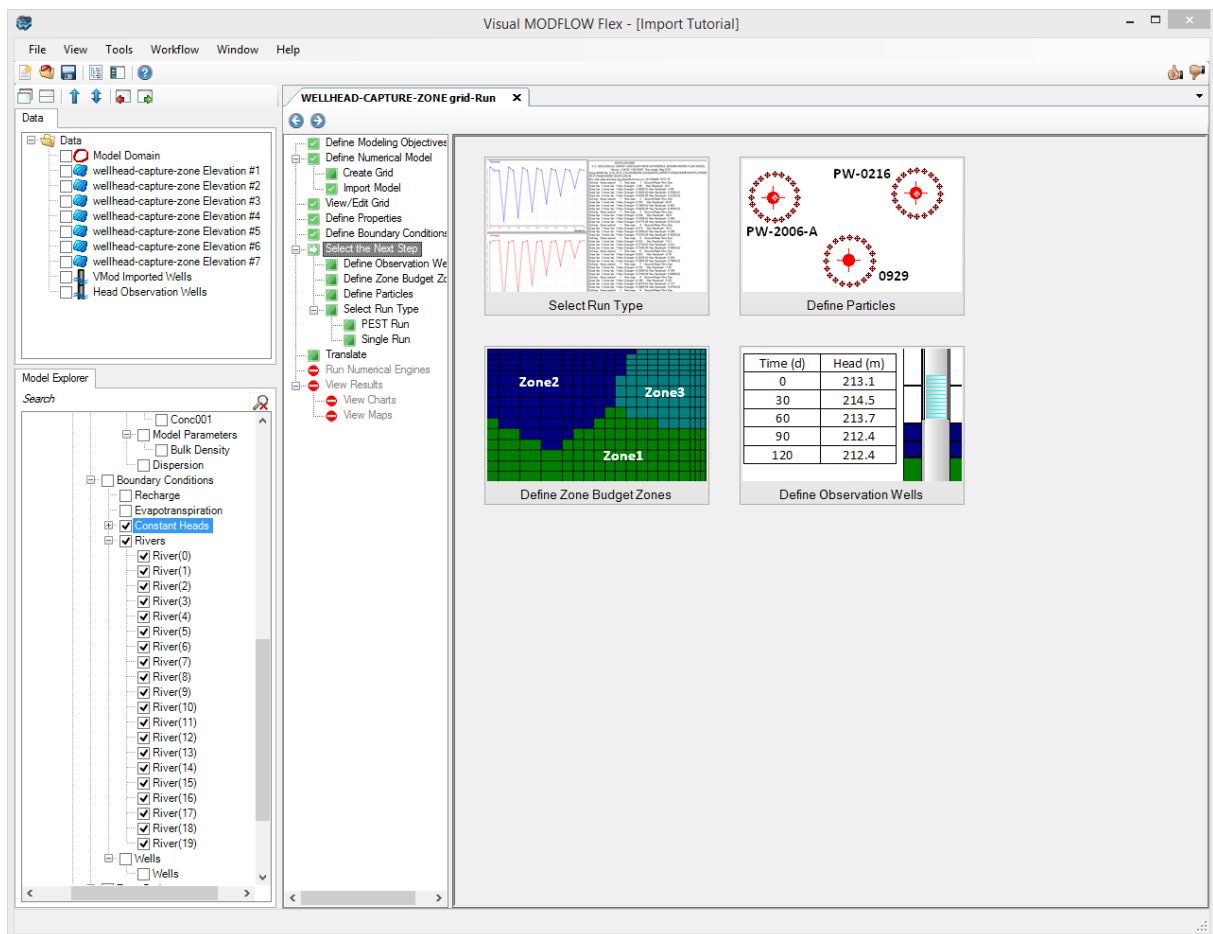 Visual MODFLOW Flex - [Import Tutorial]
File View Tools Workflow Window Help
Data
Data
Model Domain
wellhead-capture-zone Elevation #1
wellhead-capture-zone Elevation #2
wellhead-capture-zone Elevation #3
wellhead-capture-zone Elevation #4
wellhead-capture-zone Elevation #5
wellhead-capture-zone Elevation #6
wellhead-capture-zone Elevation #7
VMod Imported Wells
Head Observation Wells
Model Explorer
Search
Conc001
Model Parameters
Bulk Density
Dispersion
Boundary Conditions
Recharge
Evapotranspiration
Constant Heads
Rivers
River(0)
River(1)
River(2)
River(3)
River(4)
River(5)
River(6)
River(7)
River(8)
River(9)
River(10)
River(11)
River(12)
River(13)
River(14)
River(15)
River(16)
River(17)
River(18)
River(19)
Wells
Wells
WELLHEAD-CAPTURE-ZONE grid-Run
Define Modeling Objectives
Define Numerical Model
Create Grid
Import Model
View/Edit Grid
Define Properties
Define Boundary Conditions
Select the Next Step
Define Observation We
Define Zone Budget Zo
Define Particles
Select Run Type
PEST Run
Single Run
Translate
Run Numerical Engines
View Results
View Charts
View Maps
Select Run Type
PW-0216
PW-2006-A
0929
Define Particles
Zone2
Zone3
Zone1
Define Zone Budget Zones
Time (d) Head (m)
0 213.1
30 214.5
60 213.7
90 212.4
120 212.4
Define Observation Wells